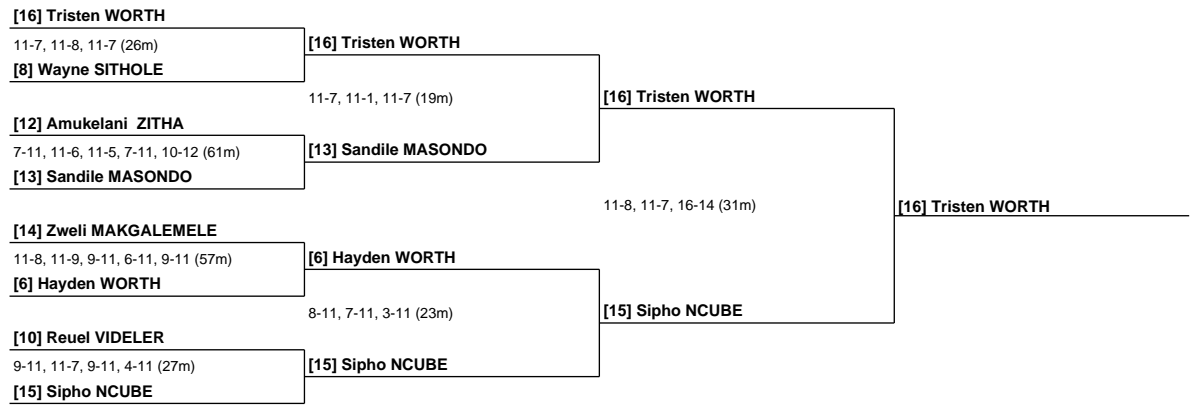 [16] Tristen WORTH
11-7, 11-8, 11-7 (26m)
[8] Wayne SITHOLE
[16] Tristen WORTH
11-7, 11-1, 11-7 (19m)
[16] Tristen WORTH
[12] Amukelani  ZITHA
7-11, 11-6, 11-5, 7-11, 10-12 (61m)
[13] Sandile MASONDO
[13] Sandile MASONDO
11-8, 11-7, 16-14 (31m)
[16] Tristen WORTH
[14] Zweli MAKGALEMELE
11-8, 11-9, 9-11, 6-11, 9-11 (57m)
[6] Hayden WORTH
[6] Hayden WORTH
8-11, 7-11, 3-11 (23m)
[15] Sipho NCUBE
[10] Reuel VIDELER
9-11, 11-7, 9-11, 4-11 (27m)
[15] Sipho NCUBE
[15] Sipho NCUBE